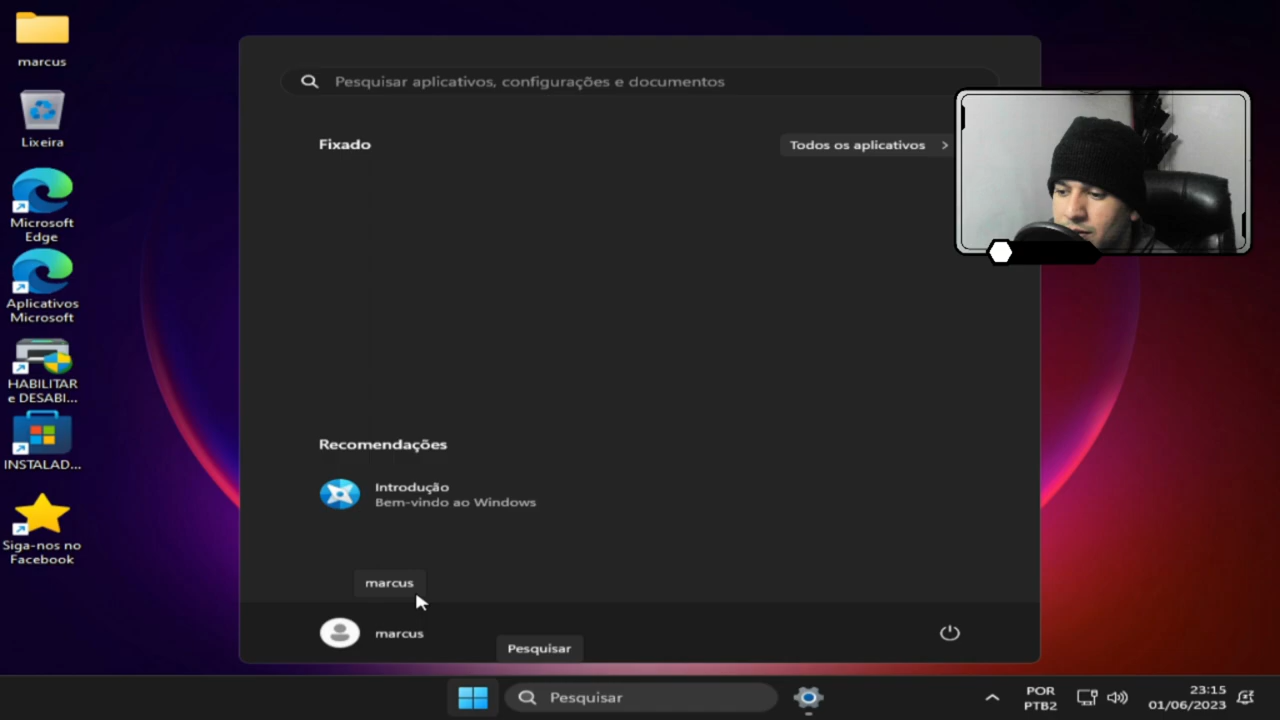 marcus
Lixeira
Microsoft
Edge
Aplicativos
Microsoft
HABILITAR
e DESABI...
INSTALAD...
Siga-nos no
Facebook
Pesquisar aplicativos, configurações e documentos
Fixado
Todos os aplicativos
Recomendações
Introdução
Bem-vindo ao Windows
marcus
marcus
Pesquisar
Pesquisar
POR
PTB2
23:15
01/06/2023